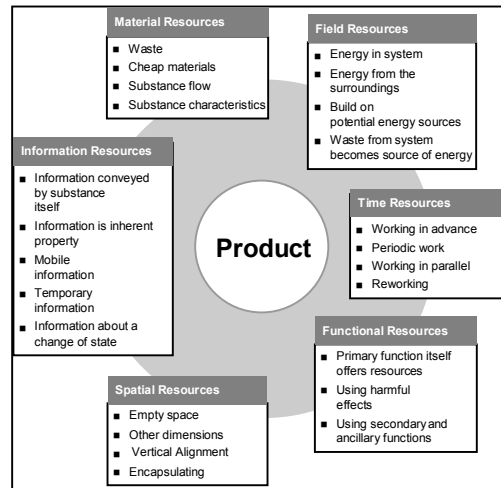 Material Resources
■ Waste
■ Cheap materials
■ Substance flow
■ Substance characteristics
Field Resources
■ Energy in system
■ Energy from the
surroundings
■ Build on
potential energy sources
■ Waste from system
becomes source of energy
Information Resources
■ Information conveyed
by substance
itself
■ Information is inherent
property
■ Mobile
information
■ Temporary
information
■ Information about a
change of state
Product
Time Resources
■ Working in advance
■ Periodic work
■ Working in parallel
■ Reworking
Functional Resources
■ Primary function itself
offers resources
■ Using harmful
effects
■ Using secondary and
ancillary functions
Spatial Resources
■ Empty space
■ Other dimensions
■ Vertical Alignment
■ Encapsulating